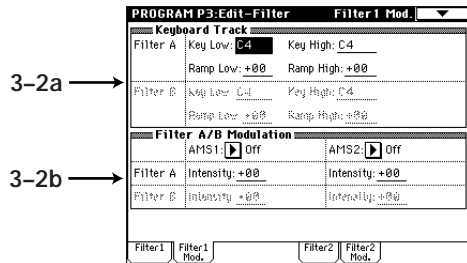 PROGRAM P3:Edit-Filter Filter1 Mod.
Keyboard Track
Filter A Key Low: C4 Key High: C4
Ramp Low: +00 Ramp High: +00
3-2a
Filter B Key Low: C4 Key High: C4
Ramp Low: +00 Ramp High: +00
Filter A/B Modulation
AMS1: Off AMS2: Off
3-2b
Filter A Intensity: +00 Intensity: +00
Filter B Intensity: +00 Intensity: +00
Filter1 Filter1 Mod. Filter2 Filter2 Mod.